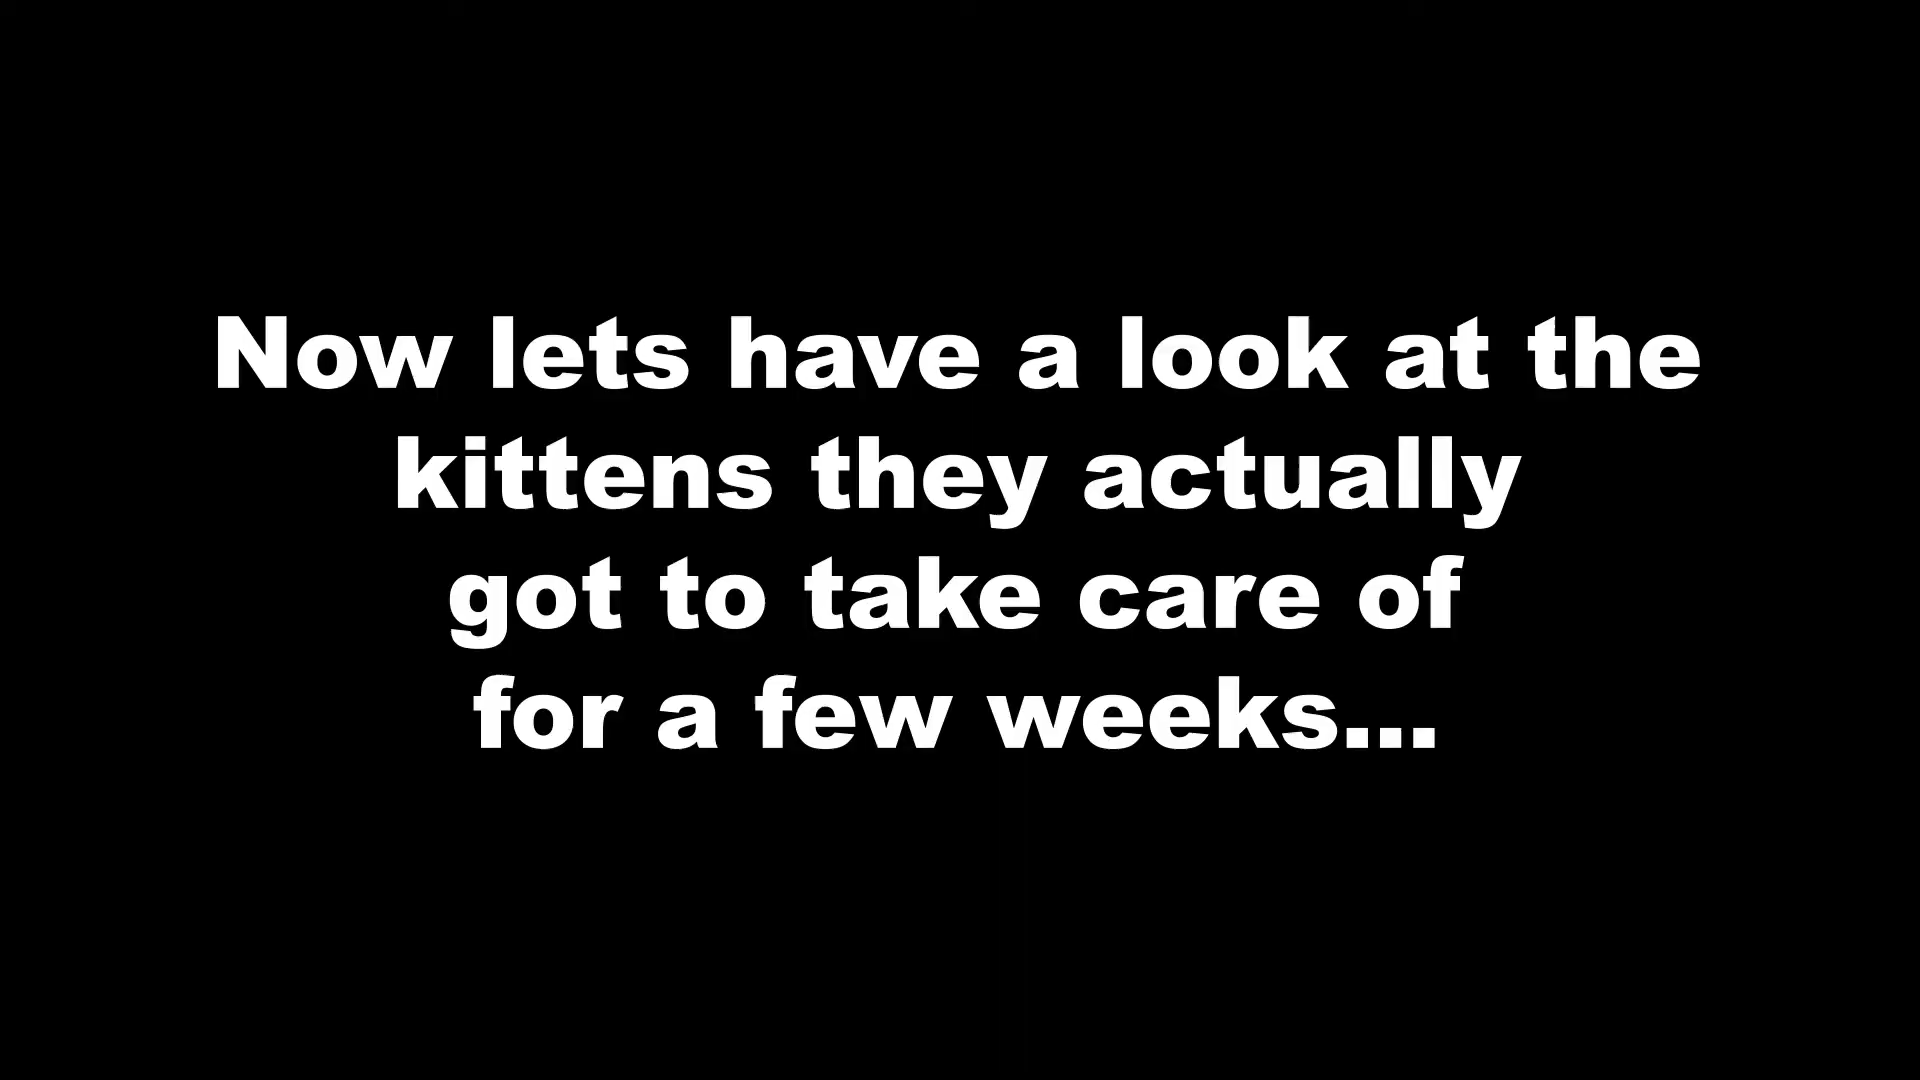 Now lets have a look at the
kittens they actually
got to take care of
for a few weeks...